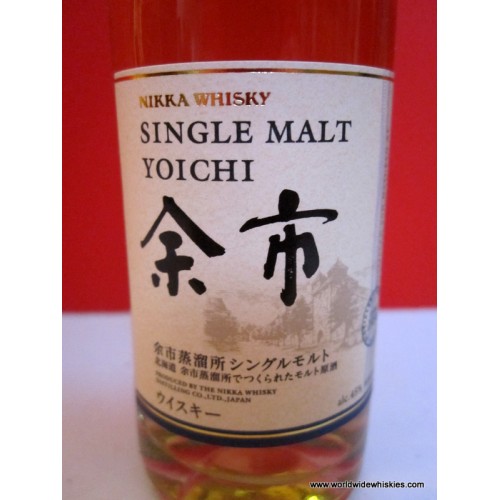 NIKKA WHISKY
SINGLE MALT
YOICHI
余市
余市蒸溜所シングルモルト
北海道 余市蒸溜所でつくられたモルト原酒
PRODUCED BY THE NIKKA WHISKY
DISTILLING CO.,LTD.,JAPAN
ウイスキー
alc.45%
www.worldwidewhiskies.com